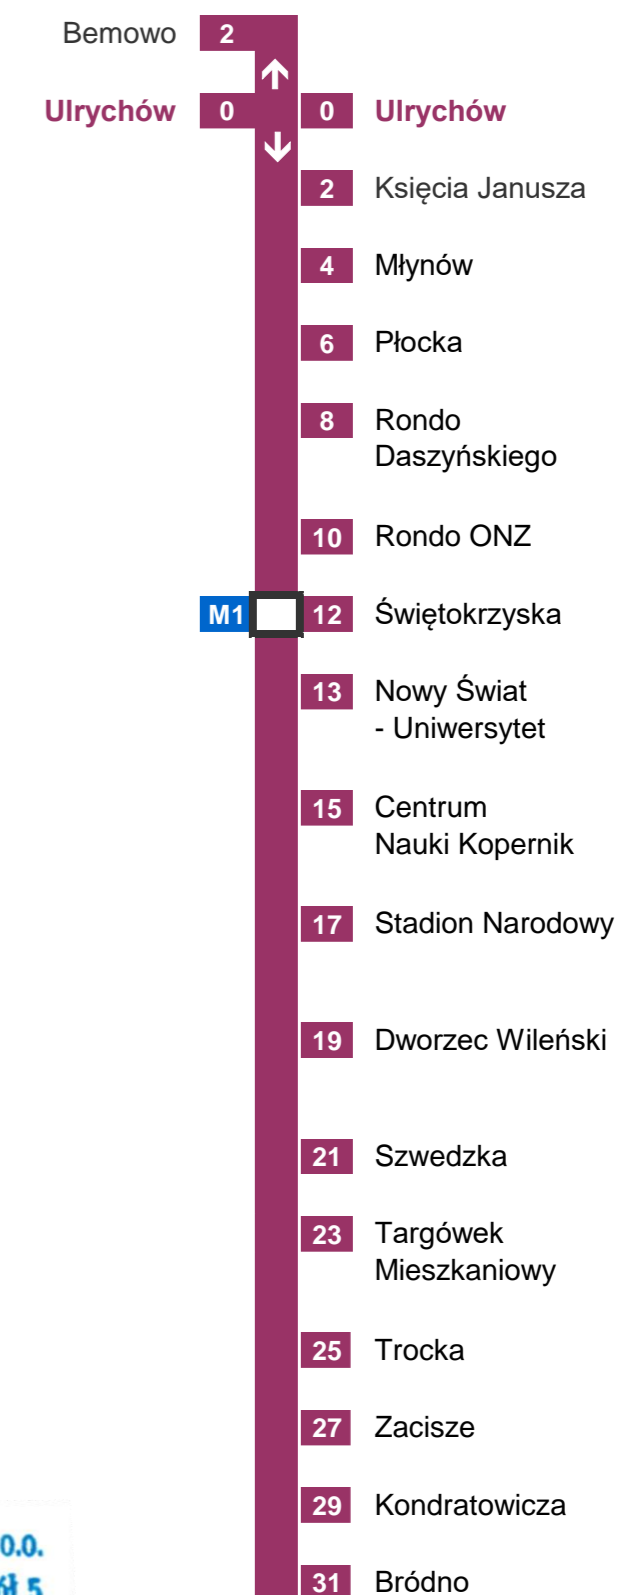 Bemowo 2
Ulrychów 0 0 Ulrychów
2 Księcia Janusza
4 Młynów
6 Płocka
8 Rondo
Daszyńskiego
10 Rondo ONZ
M1 12 Świętokrzyska
13 Nowy Świat
- Uniwersytet
15 Centrum
Nauki Kopernik
17 Stadion Narodowy
19 Dworzec Wileński
21 Szwedzka
23 Targówek
Mieszkaniowy
25 Trocka
27 Zacisze
29 Kondratowicza
o.o.
31 Bródno
5